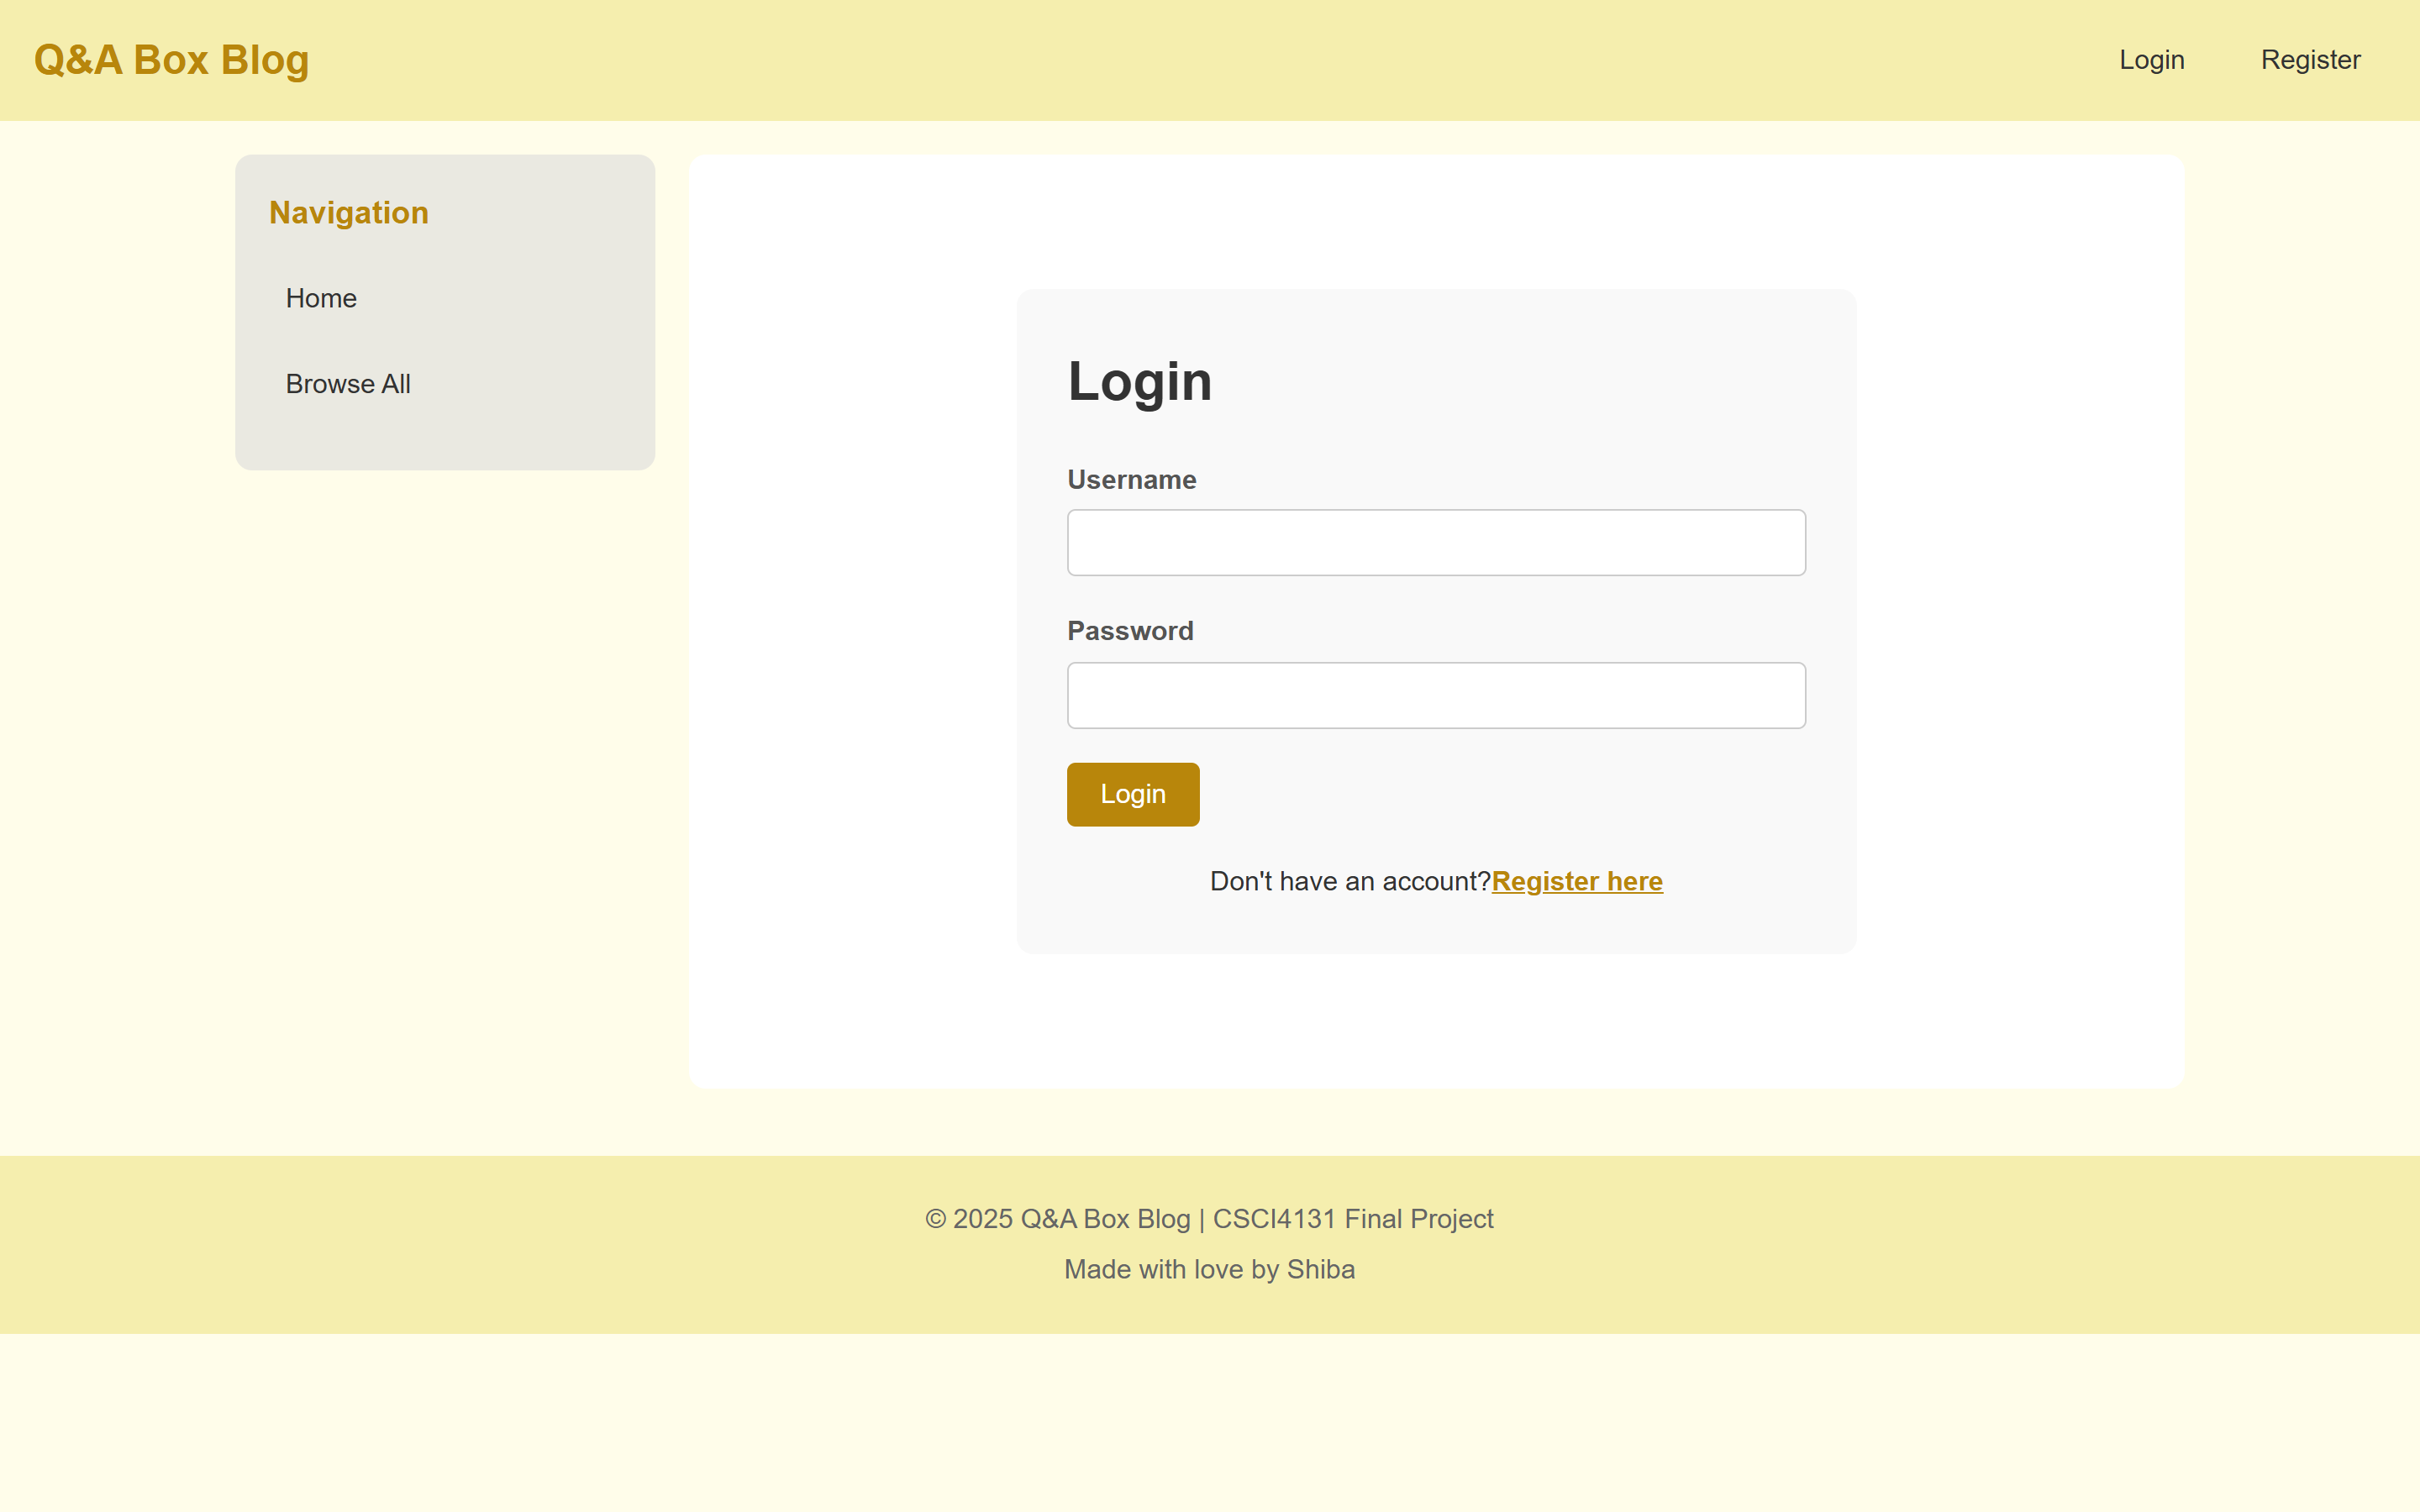 Q&A Box Blog
Login
Register
Navigation
Home
Browse All
Login
Username
Password
Login
Don't have an account?Register here
© 2025 Q&A Box Blog | CSCI4131 Final Project
Made with love by Shiba